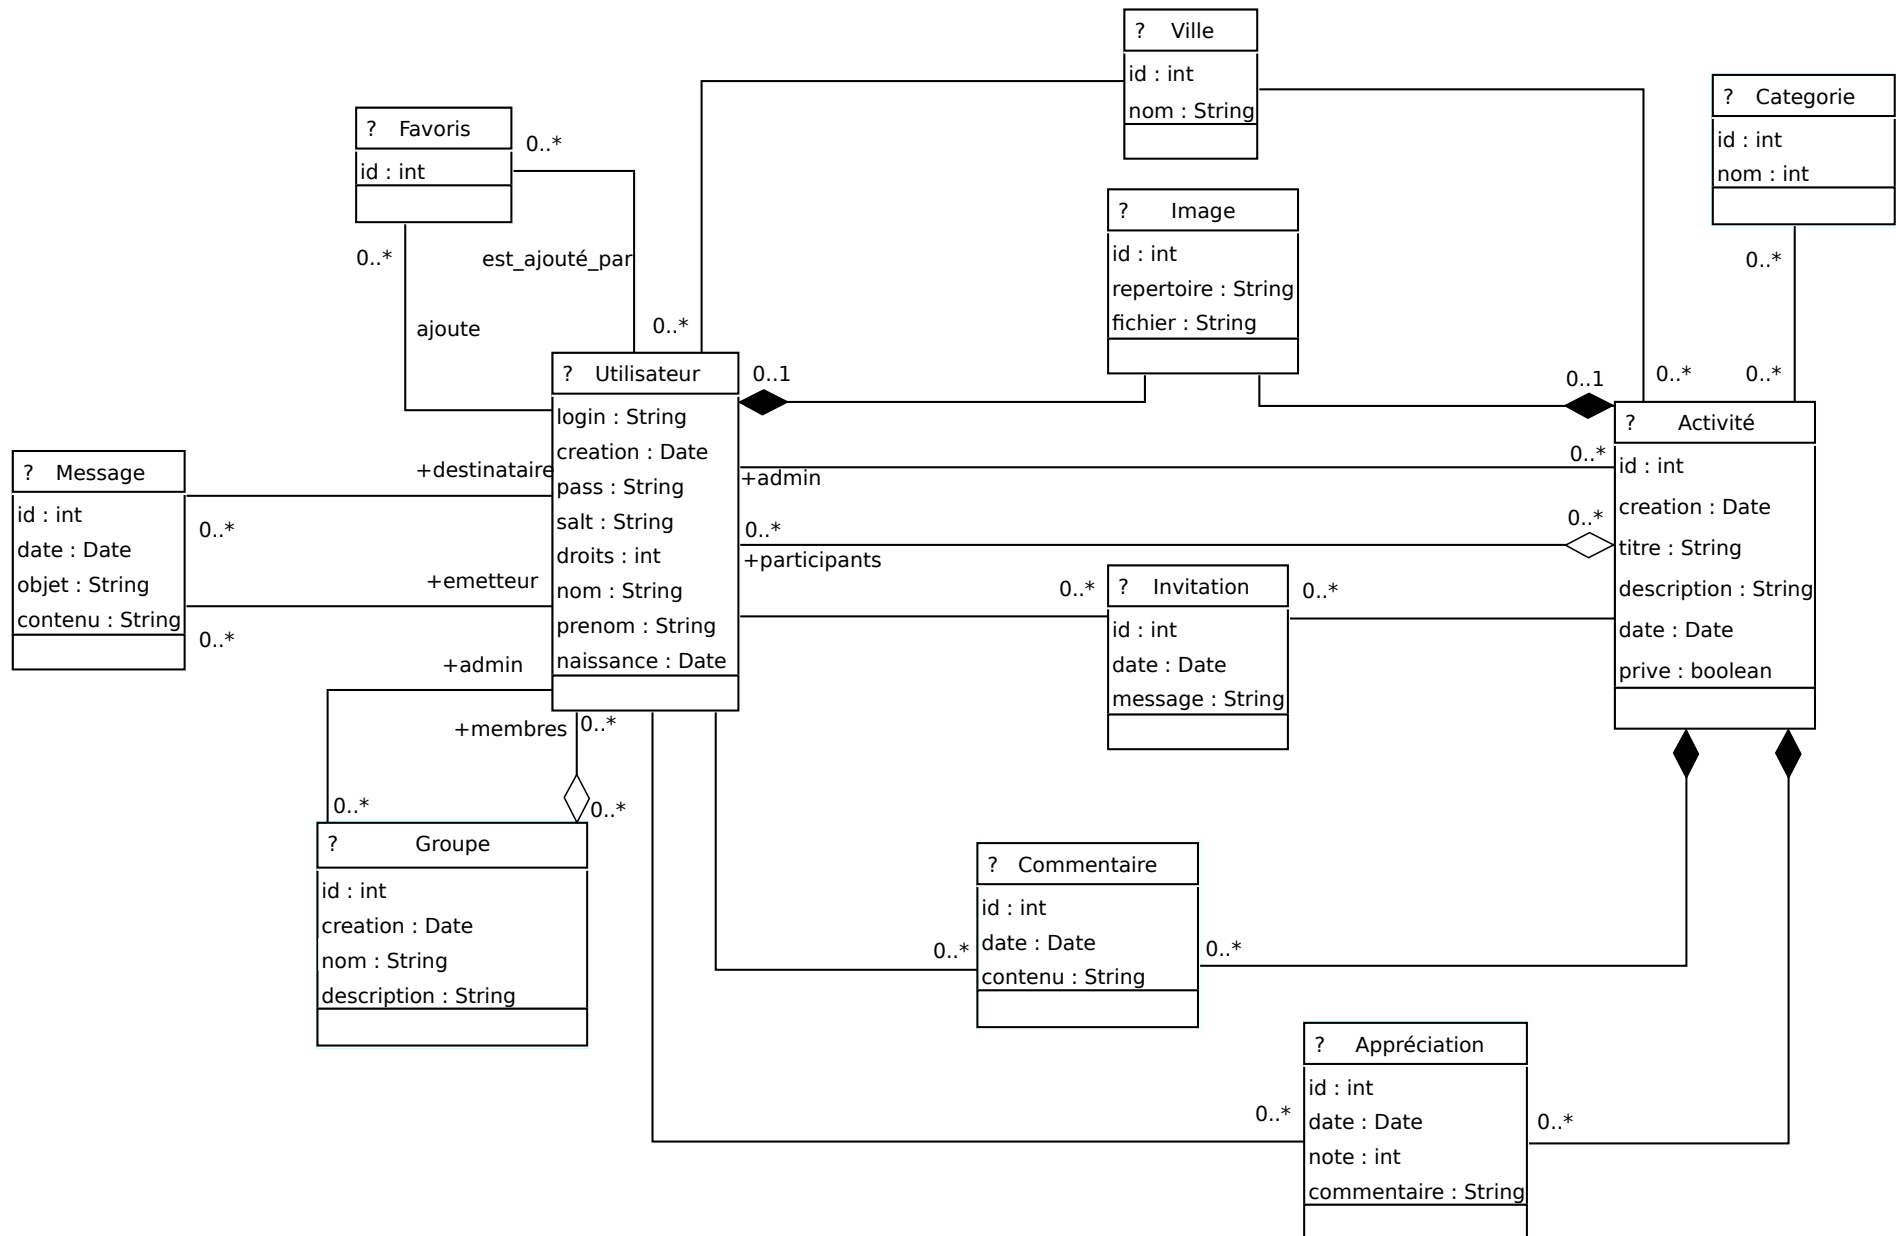 ? Ville
id : int
nom : String
? Categorie
id : int
nom : int
0..*
0..*
? Favoris
id : int
0..*
0..*
est_ajouté_par
ajoute
0..*
? Image
id : int
repertoire : String
fichier : String
0..1
0..1
0..*
? Utilisateur
login : String
creation : Date
pass : String
salt : String
droits : int
nom : String
prenom : String
naissance : Date
? Activité
id : int
creation : Date
titre : String
description : String
date : Date
prive : boolean
? Message
id : int
date : Date
objet : String
contenu : String
+destinataire
0..*
+emetteur
0..*
+admin
0..*
0..*
+participants
0..*
0..*
? Invitation
0..*
id : int
date : Date
message : String
+admin
+membres
0..*
0..*
0..*
? Groupe
id : int
creation : Date
nom : String
description : String
? Commentaire
id : int
date : Date
contenu : String
0..*
0..*
? Appréciation
id : int
date : Date
note : int
commentaire : String
0..*
0..*